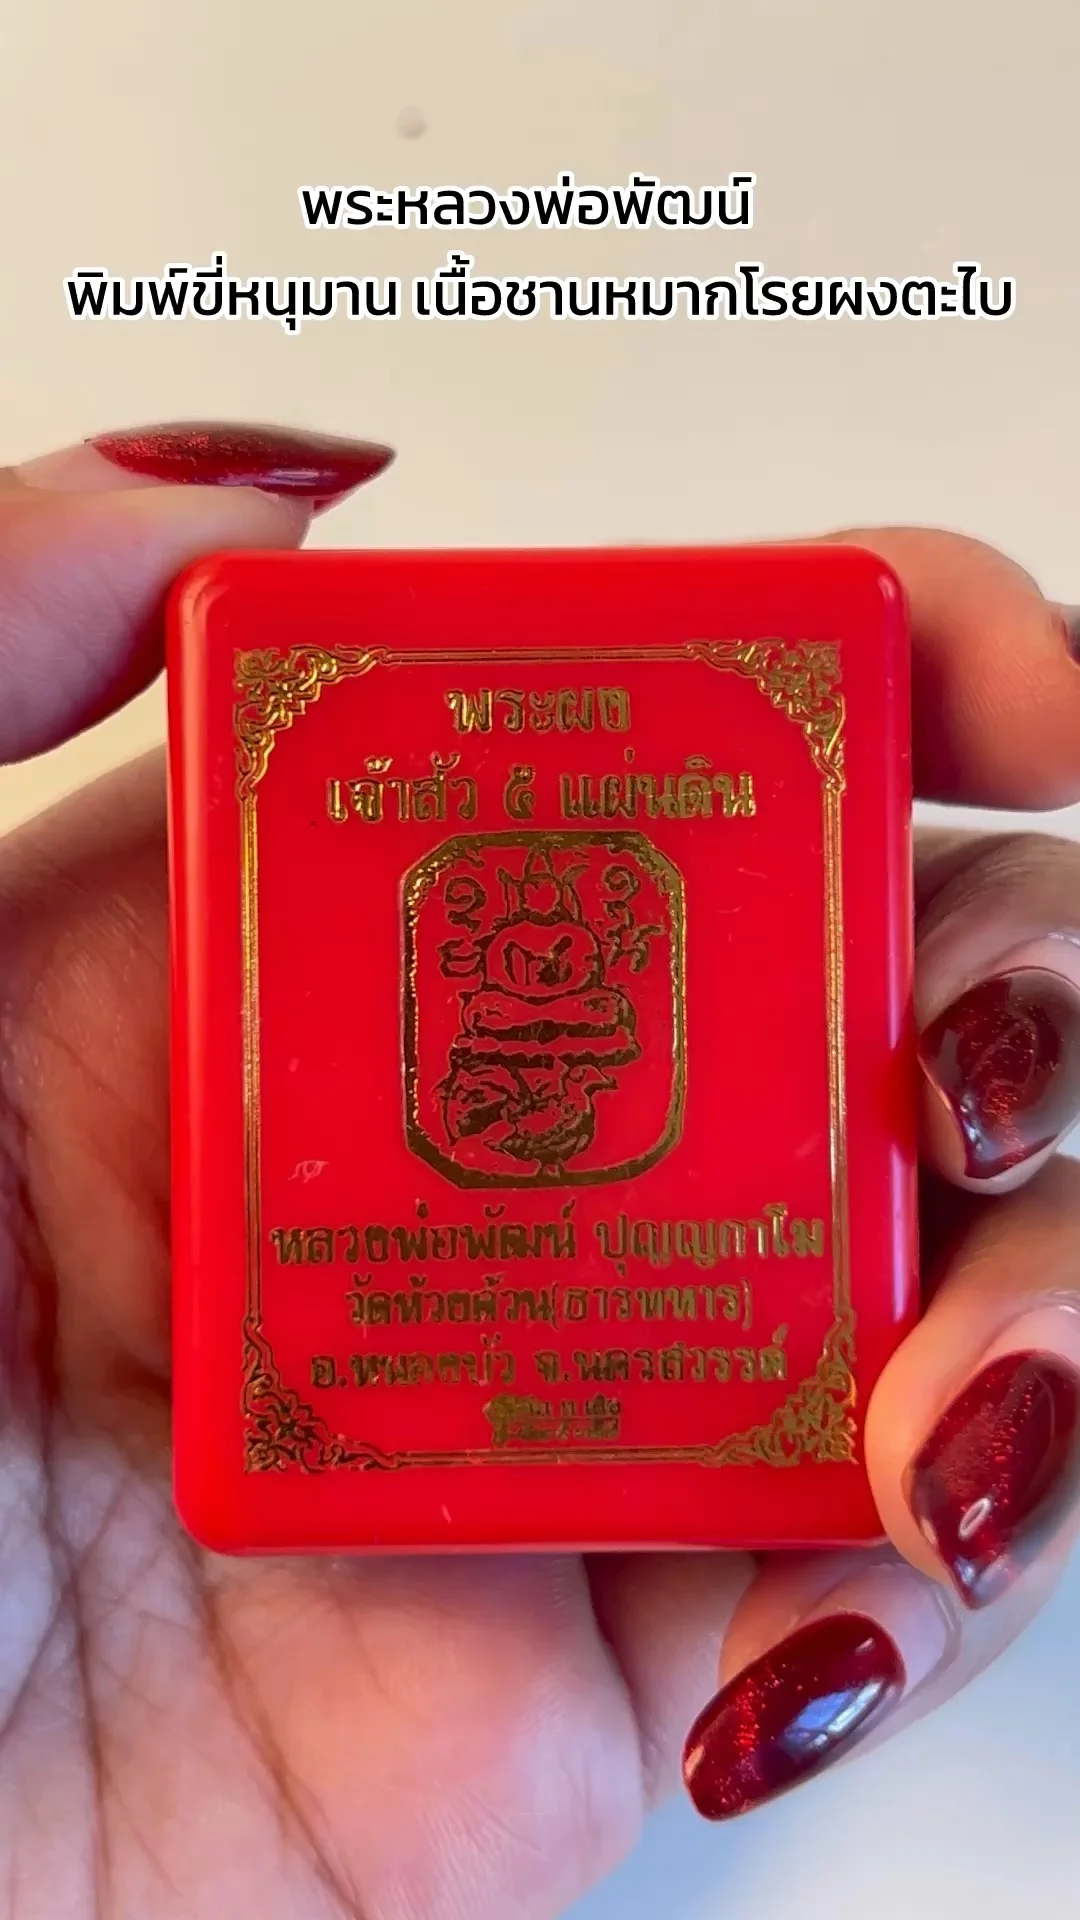 พระหลวงพ่อพัฒน์
พิมพ์ขี่หนุมาน เนื้อชานหมากโรยผงตะไบ
พระผง
เจ้าสัว ๕ แผ่นดิน
หลวงพ่อพัฒน์ ปุญญกาโม
วัดห้วยด้วน(ธารทหาร)
อ.หนองบัว จ.นครสวรรค์